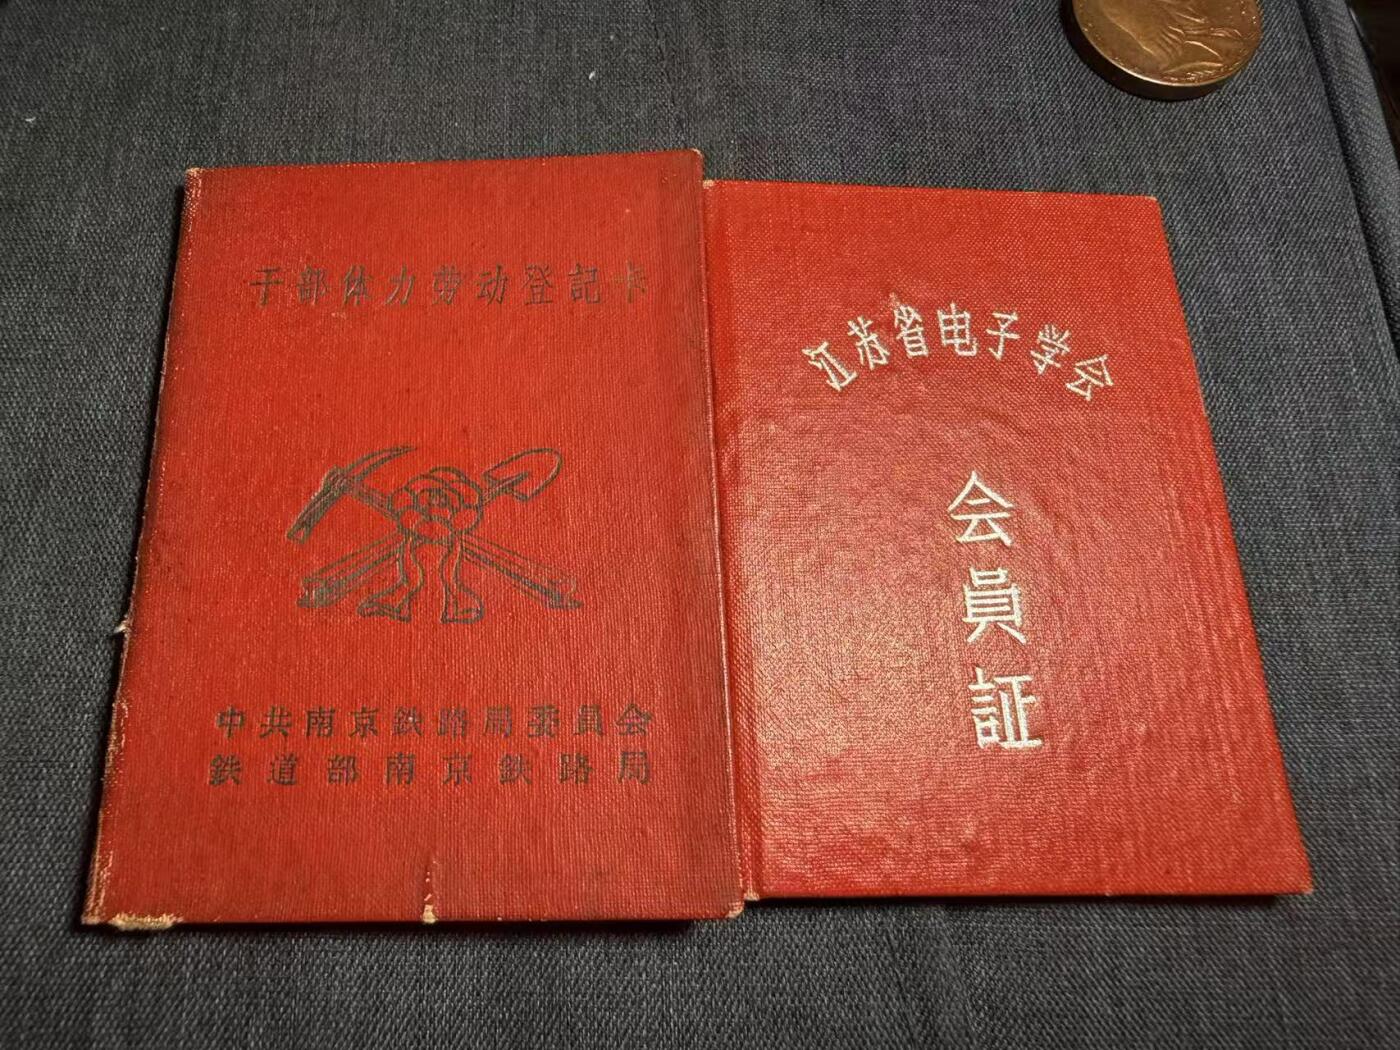 干部体力劳动登記卡
中共南京鉄路局委員会
鉄道部南京鉄路局
江苏省电子学会
会員証